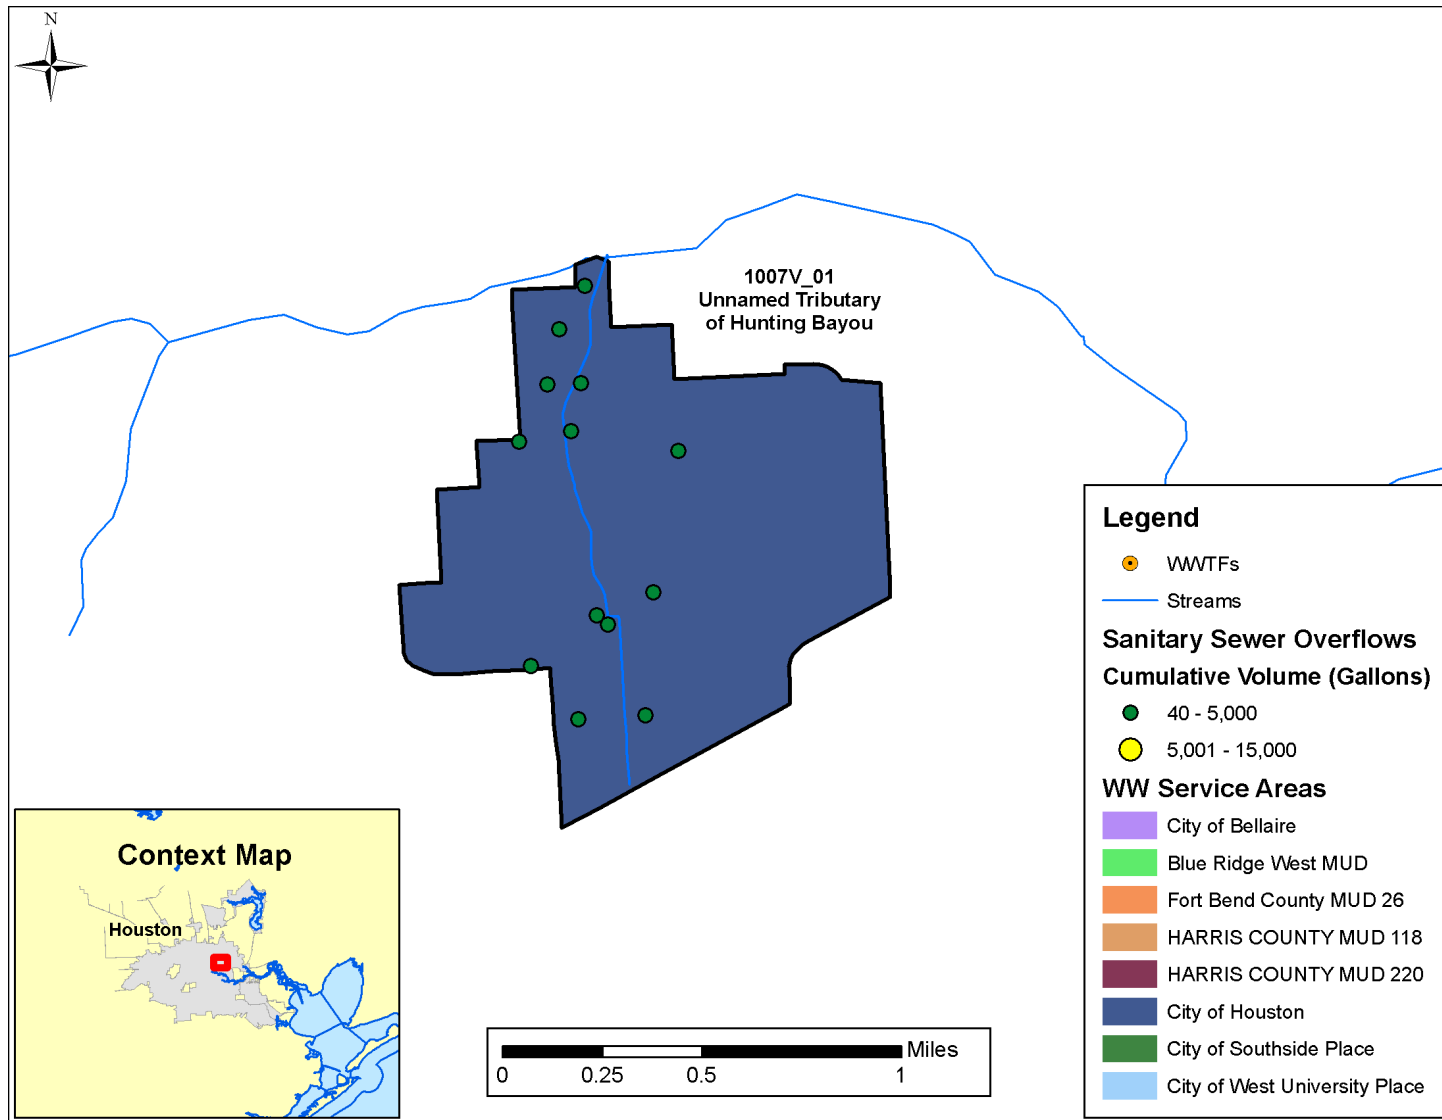 N
1007V_01
Unnamed Tributary
of Hunting Bayou
Legend
WWTFs
Streams
Sanitary Sewer Overflows
Cumulative Volume (Gallons)
40 - 5,000
5,001 - 15,000
WW Service Areas
City of Bellaire
Blue Ridge West MUD
Fort Bend County MUD 26
HARRIS COUNTY MUD 118
HARRIS COUNTY MUD 220
City of Houston
City of Southside Place
City of West University Place
Context Map
Houston
Miles
0 0.25 0.5 1